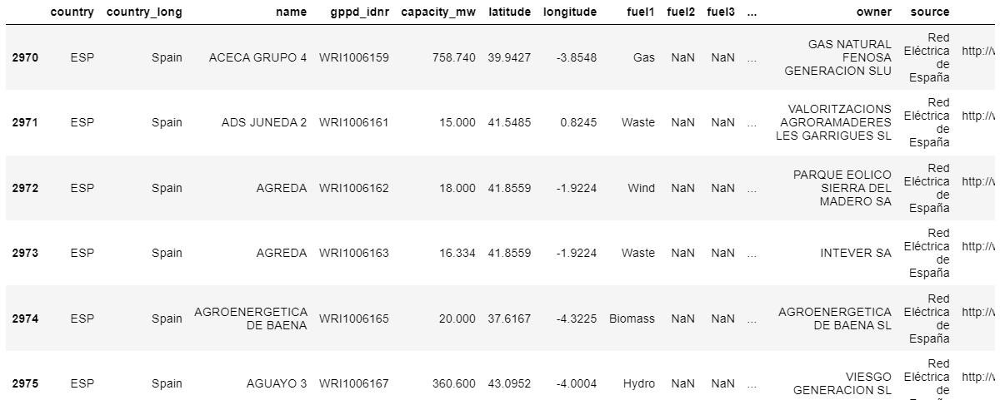 country country_long name gppd_idnr capacity_mw latitude longitude fuel1 fuel2 fuel3 ... owner source
2970 ESP Spain ACECA GRUPO 4 WRI1006159 758.740 39.9427 -3.8548 Gas NaN NaN ... GAS NATURAL FENOSA GENERACION SLU Red Eléctrica de España http://w
2971 ESP Spain ADS JUNEDA 2 WRI1006161 15.000 41.5485 0.8245 Waste NaN NaN ... VALORITZACIONS AGRORAMADERES LES GARRIGUES SL Red Eléctrica de España http://w
2972 ESP Spain AGREDA WRI1006162 18.000 41.8559 -1.9224 Wind NaN NaN ... PARQUE EOLICO SIERRA DEL MADERO SA Red Eléctrica de España http://w
2973 ESP Spain AGREDA WRI1006163 16.334 41.8559 -1.9224 Waste NaN NaN ... INTEVER SA Red Eléctrica de España http://w
2974 ESP Spain AGROENERGETICA DE BAENA WRI1006165 20.000 37.6167 -4.3225 Biomass NaN NaN ... AGROENERGETICA DE BAENA SL Red Eléctrica de España http://w
2975 ESP Spain AGUAYO 3 WRI1006167 360.600 43.0952 -4.0004 Hydro NaN NaN ... VIESGO GENERACION SL Red Eléctrica de http://w